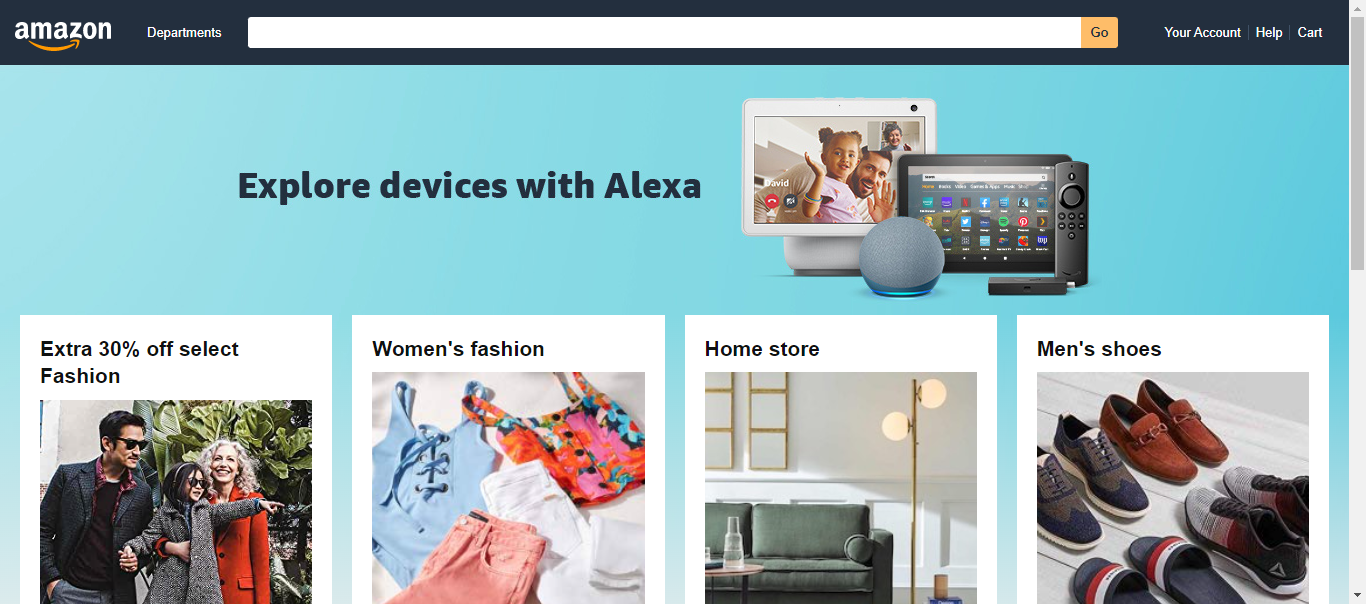 amazon
Departments
Go
Your Account
Help
Cart
Explore devices with Alexa
David
Extra 30% off select
Fashion
Women's fashion
Home store
Men's shoes